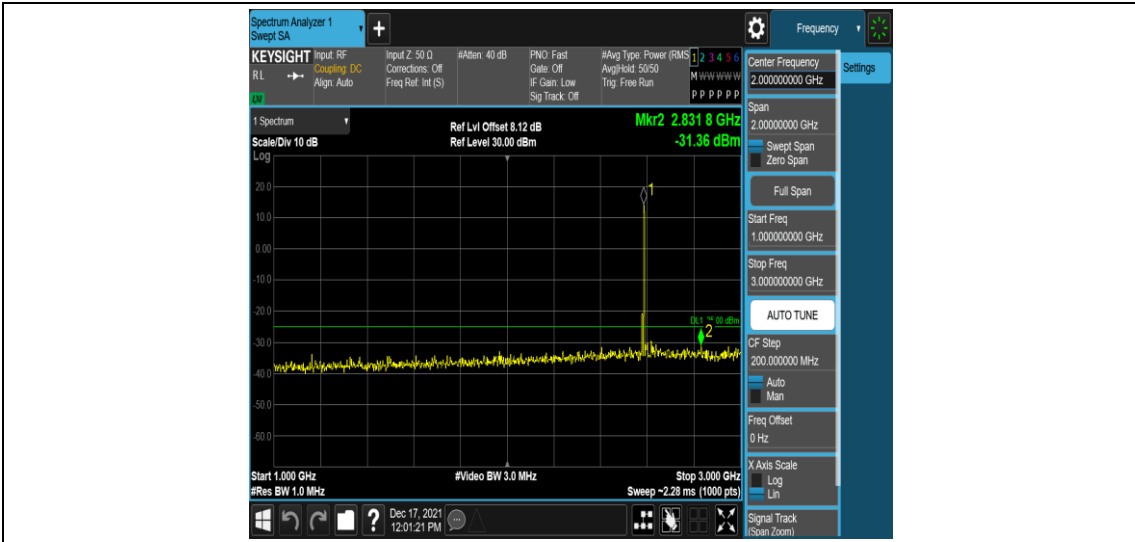 Spectrum Analyzer 1
Swept SA
+
Frequency
KEYSIGHT
RL
Input: RF
Coupling: DC
Align: Auto
Input Z: 50 Ω
Corrections: Off
Freq Ref: Int (S)
#Atten: 40 dB
PNO: Fast
Gate: Off
IF Gain: Low
Sig Track: Off
#Avg Type: Power (RMS
Avg|Hold: 50/50
Trig: Free Run
1 2 3 4 5 6
M W W W W W
P P P P P P
1 Spectrum
Scale/Div 10 dB
Log
Ref Lvl Offset 8.12 dB
Ref Level 30.00 dBm
Mkr2 2.831 8 GHz
-31.36 dBm
20.0
10.0
0.00
-10.0
-20.0
-30.0
-40.0
-50.0
-60.0
1
2
Start 1.000 GHz
#Res BW 1.0 MHz
#Video BW 3.0 MHz
Stop 3.000 GHz
Sweep ~2.28 ms (1000 pts)
Dec 17, 2021
12:01:21 PM
?
Center Frequency
2.000000000 GHz
Settings
Span
2.00000000 GHz
Swept Span
Zero Span
Full Span
Start Freq
1.000000000 GHz
Stop Freq
3.000000000 GHz
AUTO TUNE
CF Step
200.000000 MHz
Auto
Man
Freq Offset
0 Hz
X Axis Scale
Log
Lin
Signal Track
(Span Zoom)